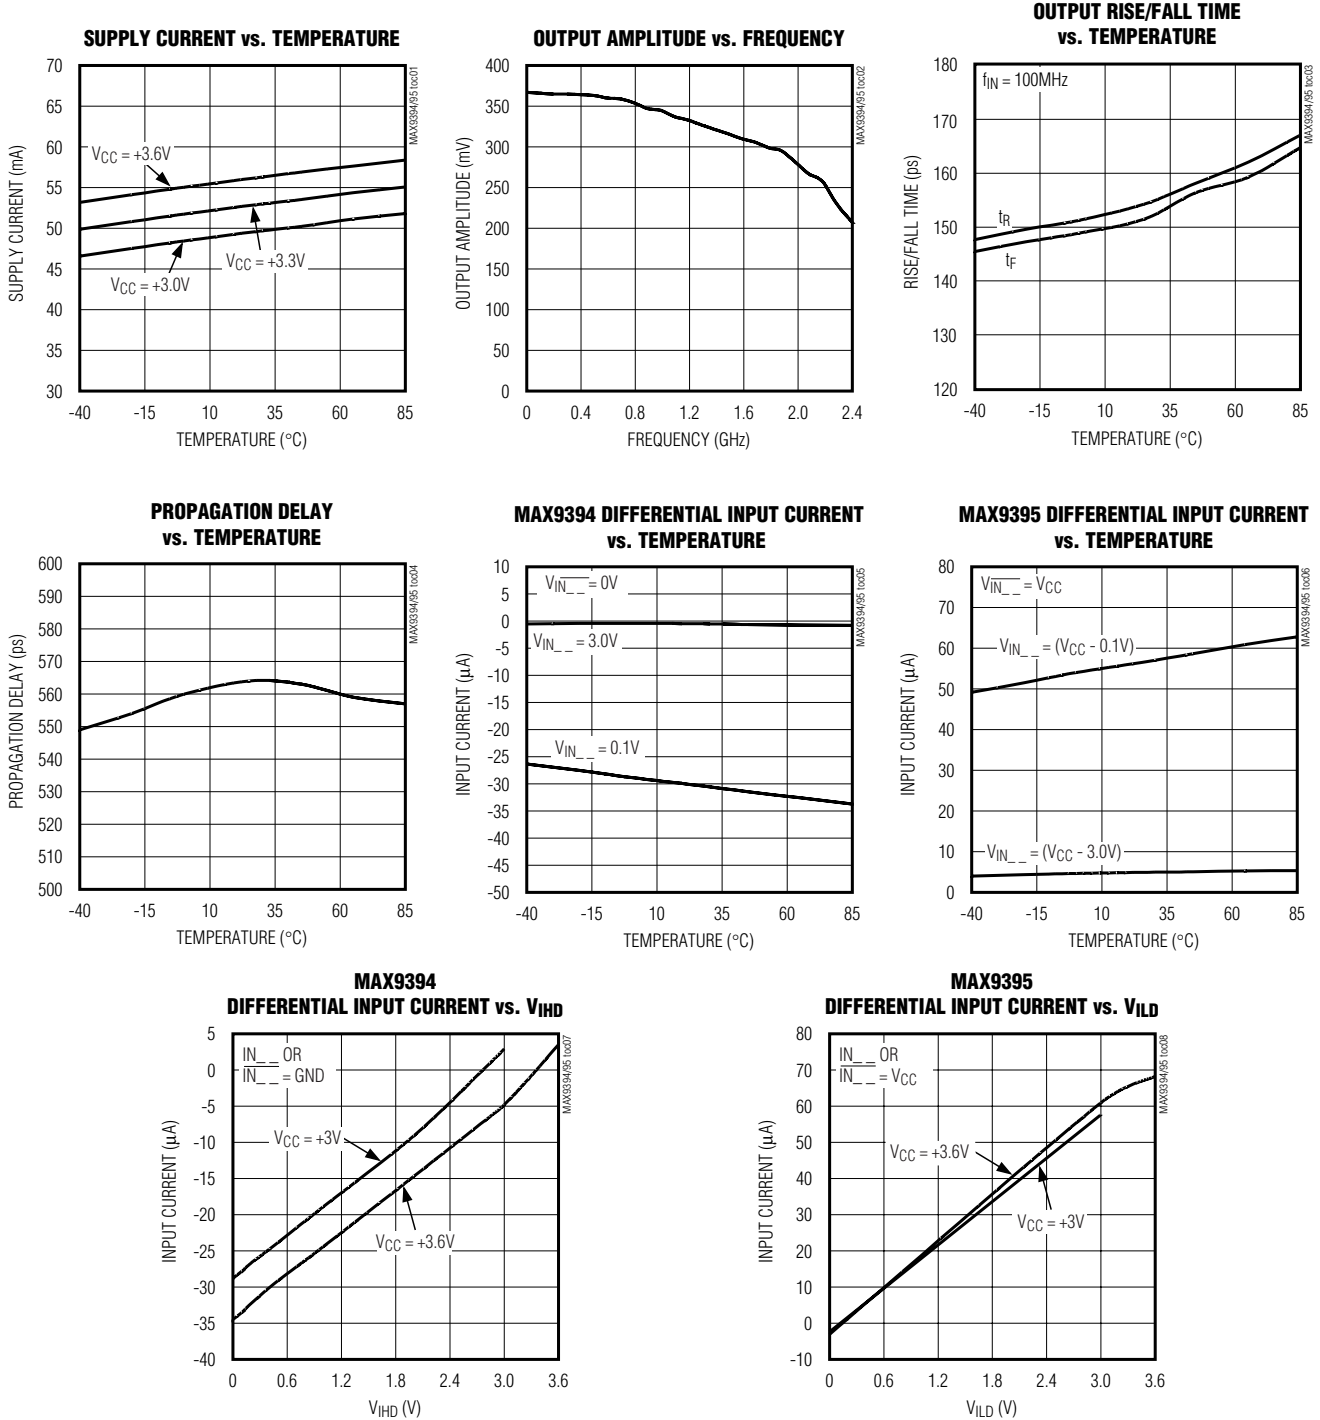 SUPPLY CURRENT vs. TEMPERATURE
MAX9394/95 toc01
SUPPLY CURRENT (mA)
70
65
60
55
50
45
40
35
30
VCC = +3.6V
VCC = +3.3V
VCC = +3.0V
-40 -15 10 35 60 85
TEMPERATURE (°C)
OUTPUT AMPLITUDE vs. FREQUENCY
MAX9394/95 toc02
OUTPUT AMPLITUDE (mV)
400
350
300
250
200
150
100
50
0
0 0.4 0.8 1.2 1.6 2.0 2.4
FREQUENCY (GHz)
OUTPUT RISE/FALL TIME
vs. TEMPERATURE
MAX9394/95 toc03
RISE/FALL TIME (ps)
180
170
160
150
140
130
120
fIN = 100MHz
tR
tF
-40 -15 10 35 60 85
TEMPERATURE (°C)
PROPAGATION DELAY
vs. TEMPERATURE
MAX9394/95 toc04
PROPAGATION DELAY (ps)
600
590
580
570
560
550
540
530
520
510
500
-40 -15 10 35 60 85
TEMPERATURE (°C)
MAX9394 DIFFERENTIAL INPUT CURRENT
vs. TEMPERATURE
MAX9394/95 toc05
INPUT CURRENT (µA)
10
5
0
-5
-10
-15
-20
-25
-30
-35
-40
-45
-50
VIN_ _ = 0V
VIN_ _ = 3.0V
VIN_ _ = 0.1V
-40 -15 10 35 60 85
TEMPERATURE (°C)
MAX9395 DIFFERENTIAL INPUT CURRENT
vs. TEMPERATURE
MAX9394/95 toc06
INPUT CURRENT (µA)
80
70
60
50
40
30
20
10
0
VIN_ _ = VCC
VIN_ _ = (VCC - 0.1V)
VIN_ _ = (VCC - 3.0V)
-40 -15 10 35 60 85
TEMPERATURE (°C)
MAX9394
DIFFERENTIAL INPUT CURRENT vs. VIHD
MAX9394/95 toc07
INPUT CURRENT (µA)
5
0
-5
-10
-15
-20
-25
-30
-35
-40
IN_ _ OR
IN_ _ = GND
VCC = +3V
VCC = +3.6V
0 0.6 1.2 1.8 2.4 3.0 3.6
VIHD (V)
MAX9395
DIFFERENTIAL INPUT CURRENT vs. VILD
MAX9394/95 toc08
INPUT CURRENT (µA)
80
70
60
50
40
30
20
10
0
-10
IN_ _ OR
IN_ _ = VCC
VCC = +3.6V
VCC = +3V
0 0.6 1.2 1.8 2.4 3.0 3.6
VILD (V)